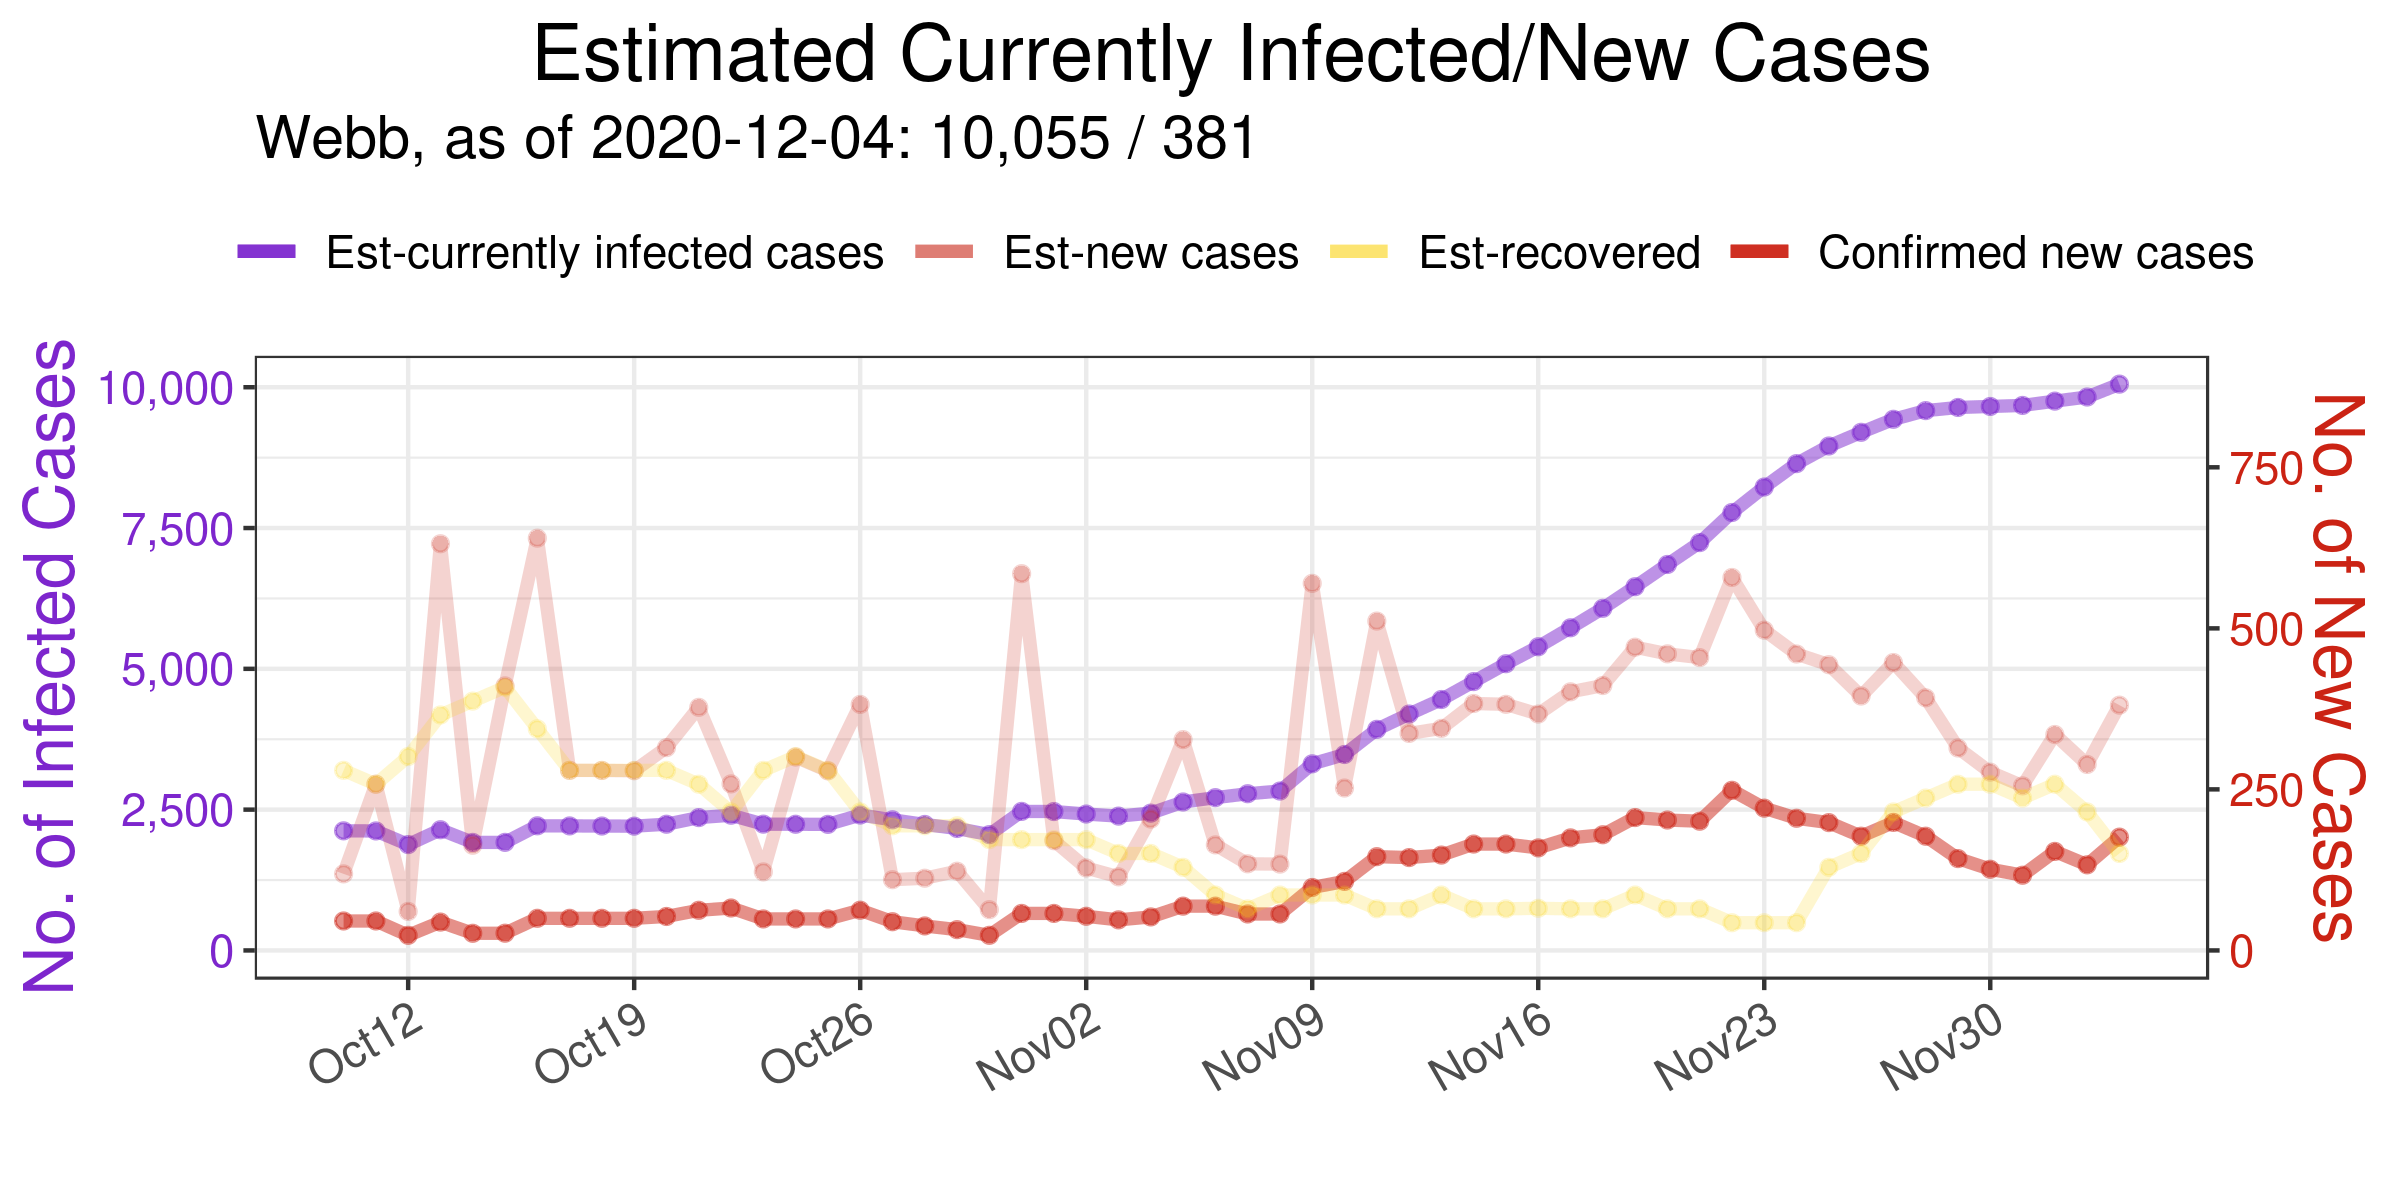 Estimated Currently Infected/New Cases
Webb, as of 2020-12-04: 10,055 / 381
Est-currently infected cases Est-new cases Est-recovered Confirmed new cases
No. of Infected Cases
10,000
7,500
5,000
2,500
0
750
500
250
0
No. of New Cases
Oct12 Oct19 Oct26 Nov02 Nov09 Nov16 Nov23 Nov30